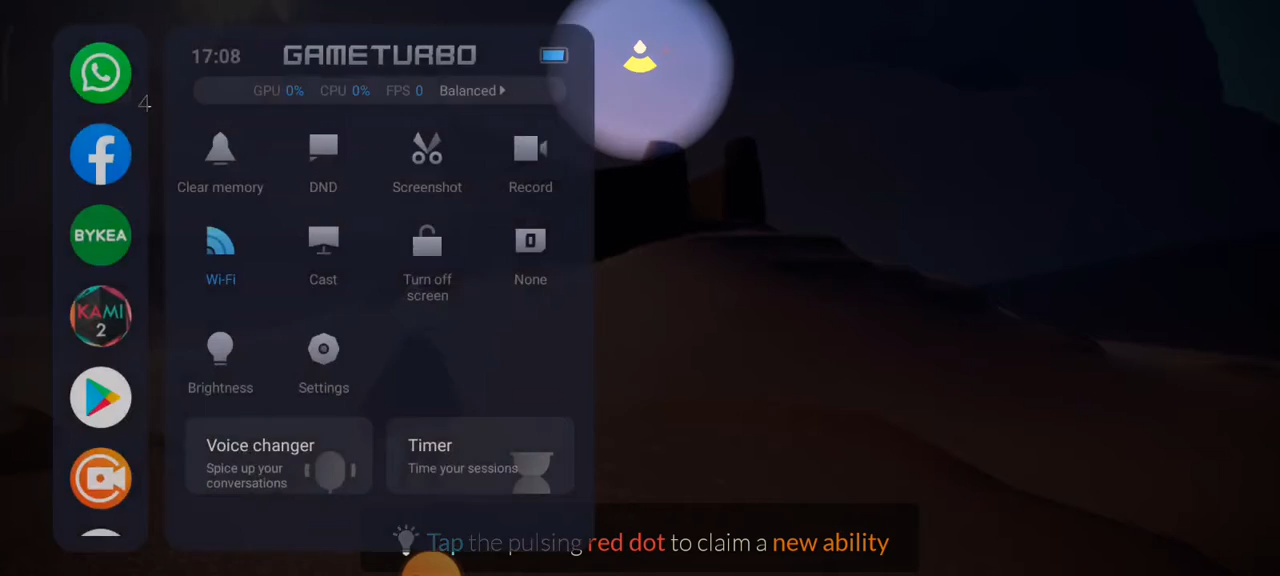 17:08 GAMETURBO
GPU 0% CPU 0% FPS 0 Balanced
4
Clear memory DND Screenshot Record
BYKEA
Wi-Fi Cast Turn off screen None
KAMI
2
Brightness Settings
Voice changer
Spice up your
conversations
Timer
Time your sessions
Tap the pulsing red dot to claim a new ability